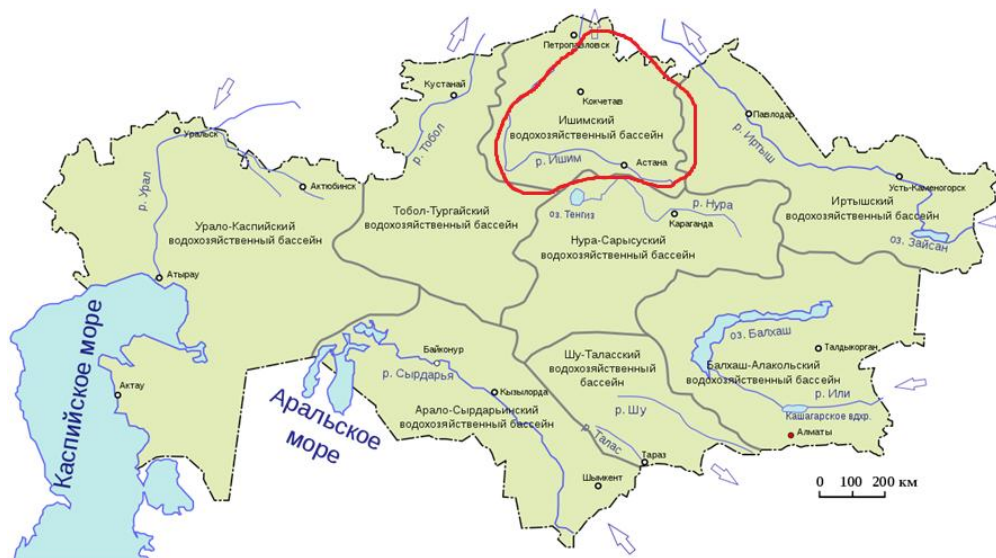 Петропавловск
Кустанай
Кокчетав
р. Тобол
Ишимский
водохозяйственный бассейн
р. Ишим
Астана
Павлодар
р. Иртыш
Уральск
р. Урал
Актюбинск
Усть-Каменогорск
Иртышский
водохозяйственный бассейн
оз. Зайсан
Тобол-Тургайский
водохозяйственный бассейн
оз. Тенгиз
р. Нура
Караганда
Урало-Каспийский
водохозяйственный бассейн
Нура-Сарысуский
водохозяйственный бассейн
Атырау
Каспийское море
Актау
оз. Балхаш
Талдыкорган
Байконур
р. Сырдарья
Шу-Таласский
водохозяйственный
бассейн
Балхаш-Алакольский
водохозяйственный бассейн
Аральское
море
Кызылорда
Арало-Сырдарьинский
водохозяйственный бассейн
р. Или
Кашагарское вдхр.
р. Шу
Алматы
р. Талас
Тараз
Шымкент
0 100 200 км